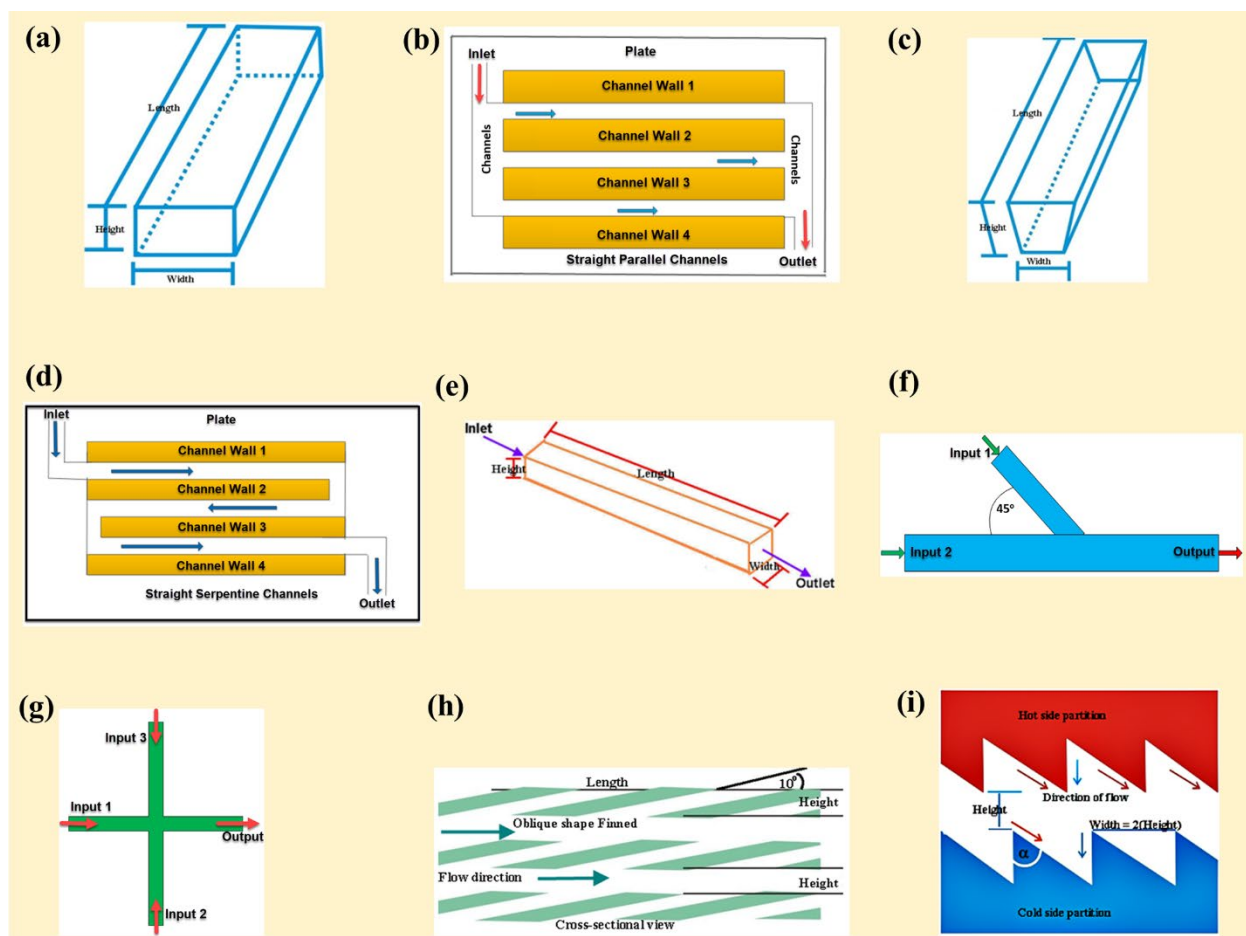 (a)
Length
Height
Width
(b)
Plate
Inlet
Channel Wall 1
Channel Wall 2
Channels
Channels
Channel Wall 3
Channel Wall 4
Straight Parallel Channels
Outlet
(c)
Length
Height
Width
(d)
Inlet
Plate
Channel Wall 1
Channel Wall 2
Channel Wall 3
Channel Wall 4
Straight Serpentine Channels
Outlet
(e)
Inlet
Height
Length
Width
Outlet
(f)
Input 1
45°
Input 2
Output
(g)
Input 3
Input 1
Output
Input 2
(h)
Length
10°
Height
Oblique shape Finned
Flow direction
Height
Cross-sectional view
(i)
Hot side partition
Direction of flow
Height
Width = 2(Height)
α
Cold side partition